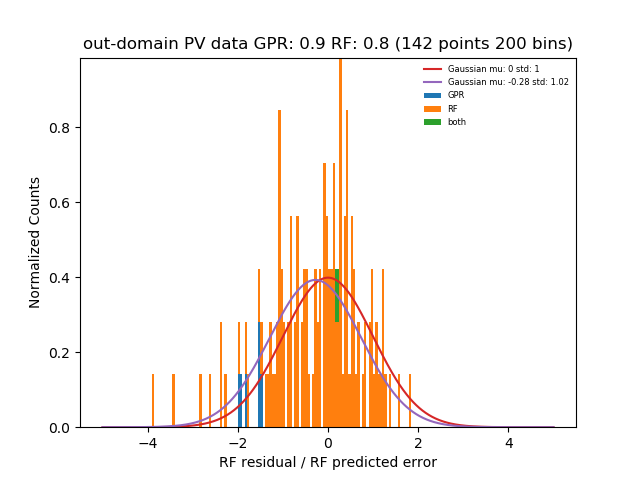 out-domain PV data GPR: 0.9 RF: 0.8 (142 points 200 bins)
Gaussian mu: 0 std: 1
Gaussian mu: -0.28 std: 1.02
GPR
RF
both
Normalized Counts
0.8
0.6
0.4
0.2
0.0
−4
−2
0
2
4
RF residual / RF predicted error